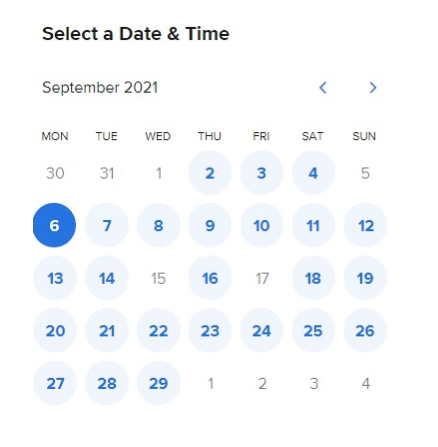 Select a Date & Time
September 2021
MON TUE WED THU FRI SAT SUN
30 31 1 2 3 4 5
6 7 8 9 10 11 12
13 14 15 16 17 18 19
20 21 22 23 24 25 26
27 28 29 1 2 3 4